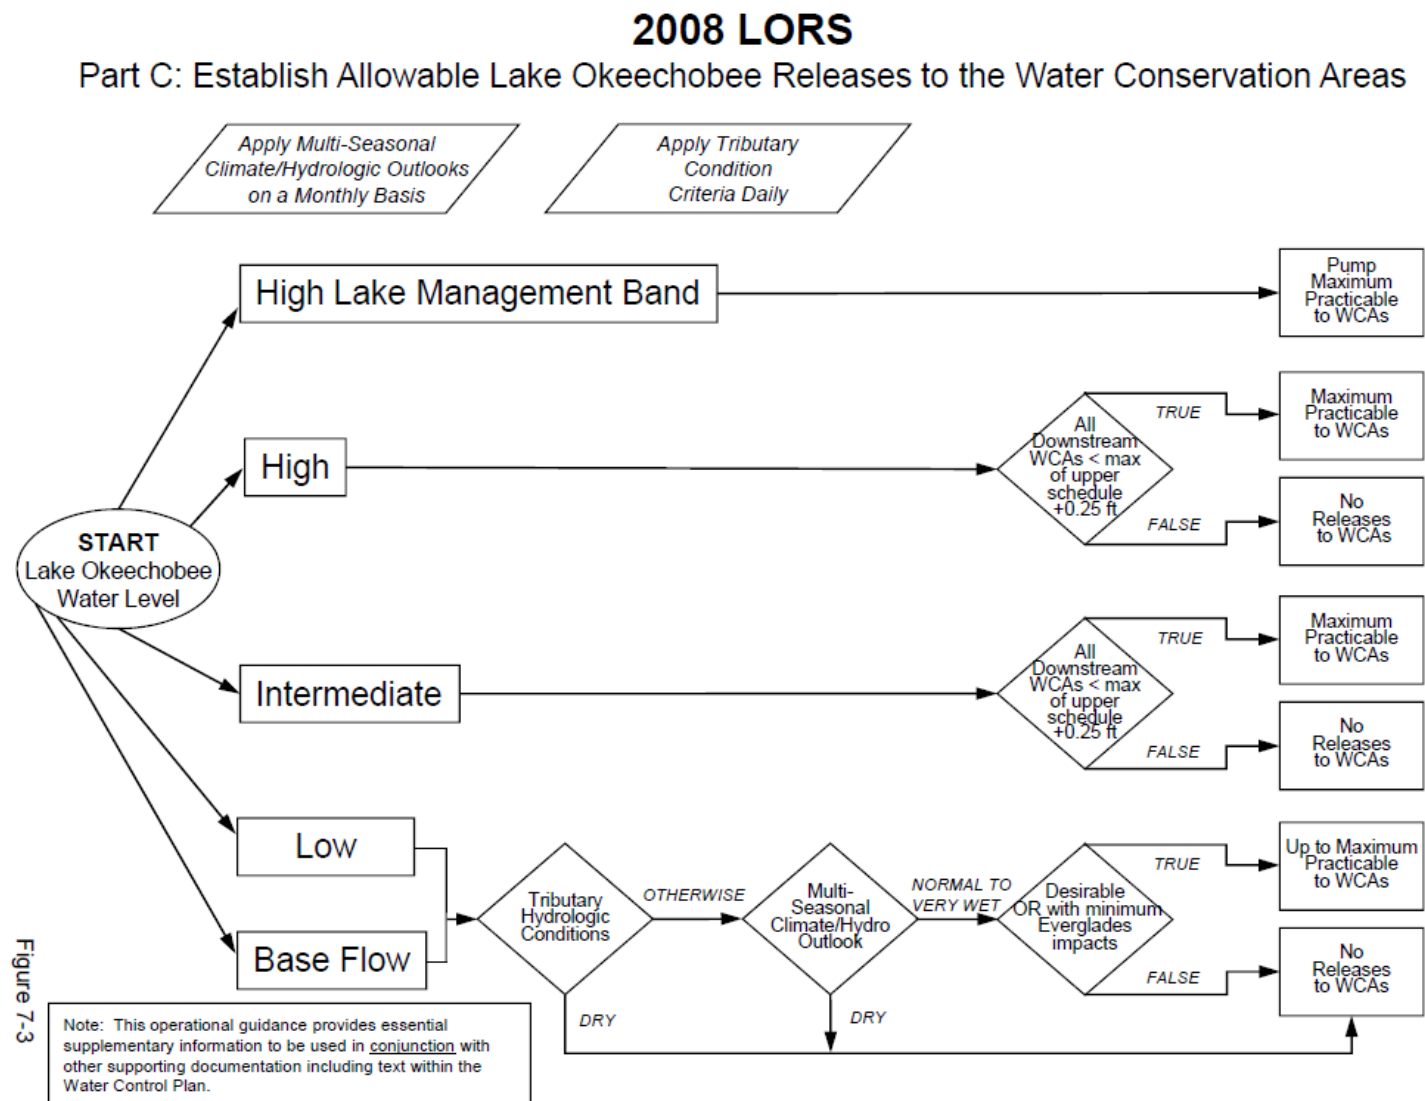 2008 LORS
Part C: Establish Allowable Lake Okeechobee Releases to the Water Conservation Areas
Apply Multi-Seasonal
Climate/Hydrologic Outlooks
on a Monthly Basis
Apply Tributary
Condition
Criteria Daily
High Lake Management Band
Pump
Maximum
Practicable
to WCAs
High
All
Downstream
WCAs < max
of upper
schedule
+0.25 ft
TRUE
Maximum
Practicable
to WCAs
FALSE
No
Releases
to WCAs
START
Lake Okeechobee
Water Level
Intermediate
All
Downstream
WCAs < max
of upper
schedule
+0.25 ft
TRUE
Maximum
Practicable
to WCAs
FALSE
No
Releases
to WCAs
Low
Base Flow
Tributary
Hydrologic
Conditions
OTHERWISE
DRY
Multi-
Seasonal
Climate/Hydro
Outlook
NORMAL TO
VERY WET
DRY
Desirable
OR with minimum
Everglades
impacts
TRUE
Up to Maximum
Practicable
to WCAs
FALSE
No
Releases
to WCAs
Figure 7-3
Note: This operational guidance provides essential
supplementary information to be used in conjunction with
other supporting documentation including text within the
Water Control Plan.